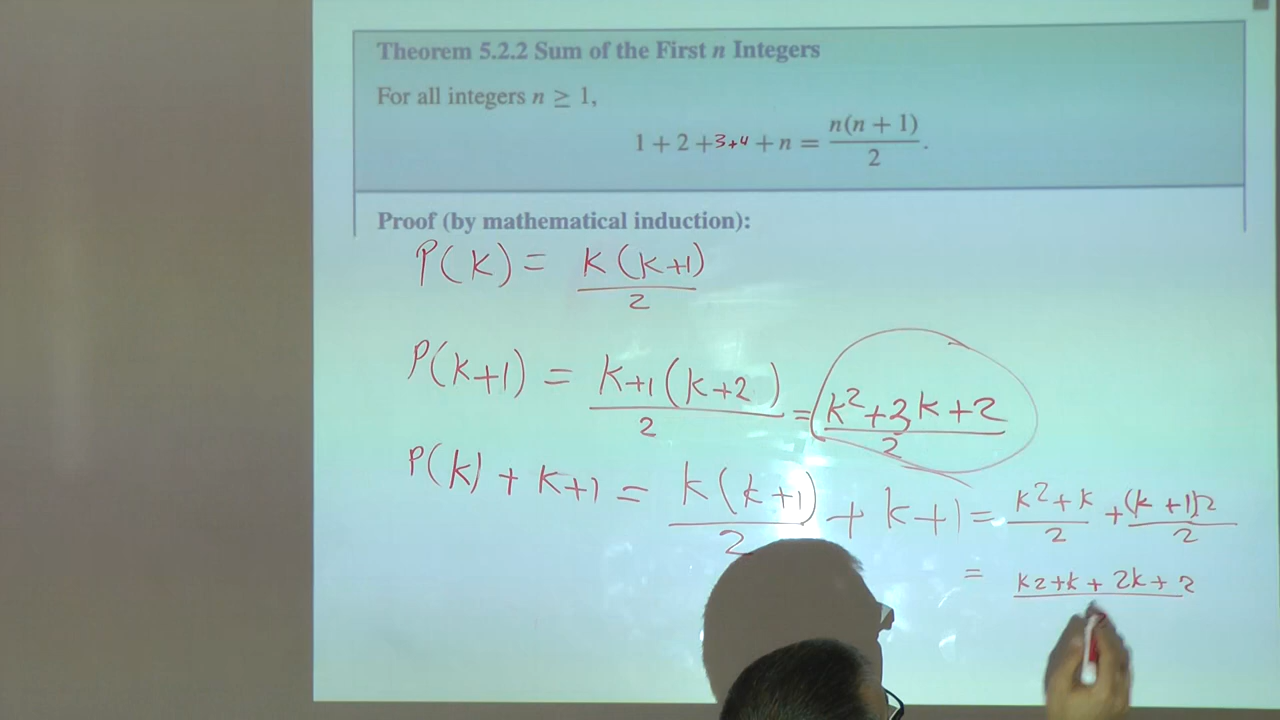 Theorem 5.2.2 Sum of the First n Integers
For all integers n ≥ 1,
1 + 2 + 3+4 + n = n(n + 1) / 2 .
Proof (by mathematical induction):
P(k) = k(k+1) / 2
P(k+1) = k+1(k+2) / 2 = k² + 3k + 2 / 2
P(k) + k+1 = k(k+1) / 2 + k+1 = k² + k / 2 + (k+1)2 / 2
= k2 + k + 2k + 2